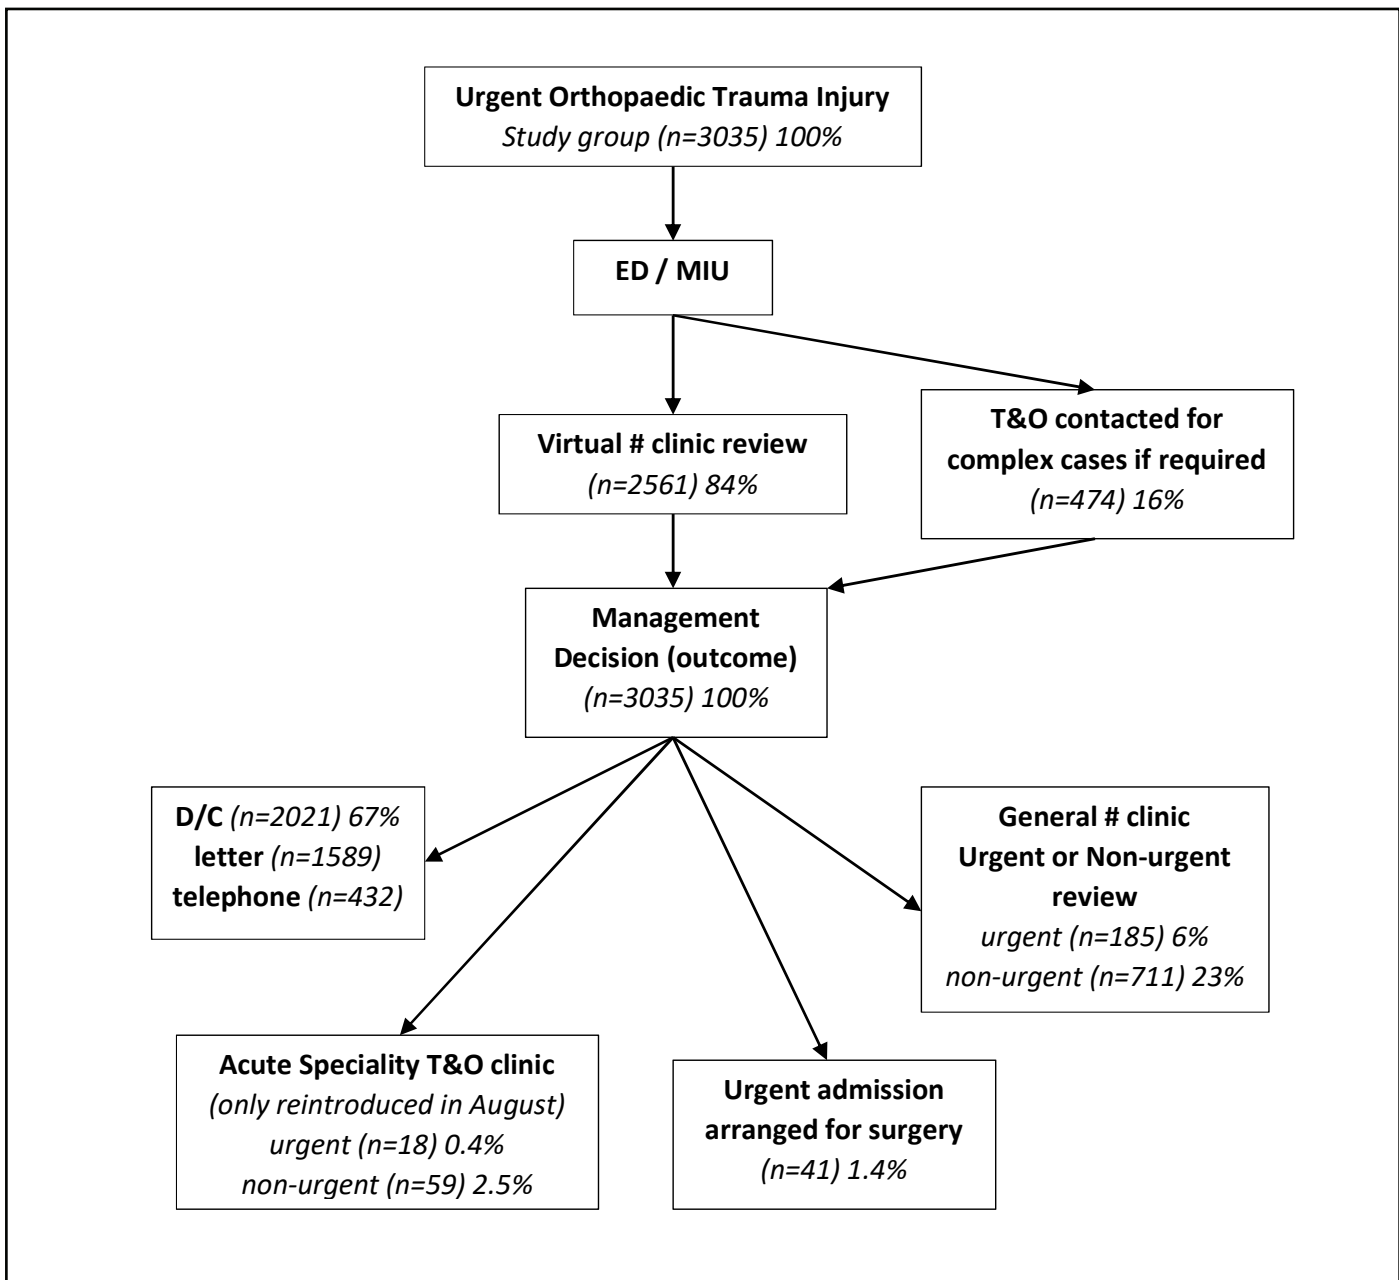 Urgent Orthopaedic Trauma Injury
Study group (n=3035) 100%
ED / MIU
Virtual # clinic review
(n=2561) 84%
T&O contacted for
complex cases if required
(n=474) 16%
Management
Decision (outcome)
(n=3035) 100%
D/C (n=2021) 67%
letter (n=1589)
telephone (n=432)
General # clinic
Urgent or Non-urgent
review
urgent (n=185) 6%
non-urgent (n=711) 23%
Acute Speciality T&O clinic
(only reintroduced in August)
urgent (n=18) 0.4%
non-urgent (n=59) 2.5%
Urgent admission
arranged for surgery
(n=41) 1.4%